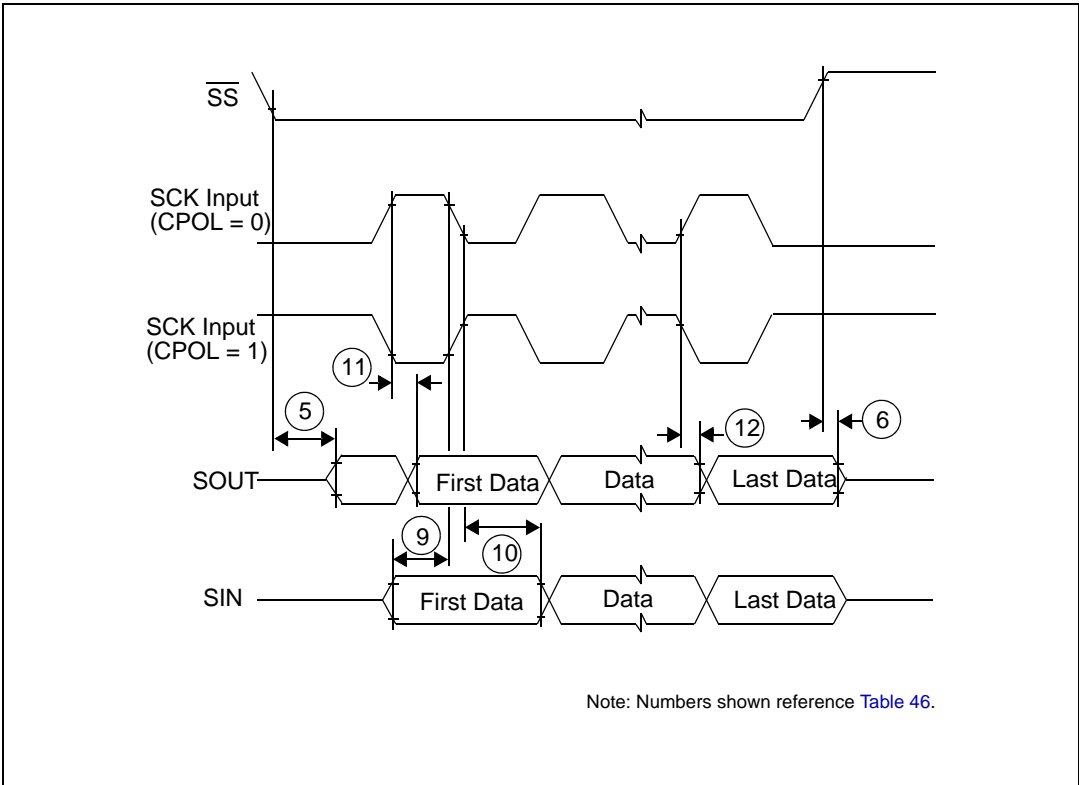 SS
SCK Input
(CPOL = 0)
SCK Input
(CPOL = 1)
11
5
12
6
SOUT
First Data
Data
Last Data
9
10
SIN
First Data
Data
Last Data
Note: Numbers shown reference Table 46.